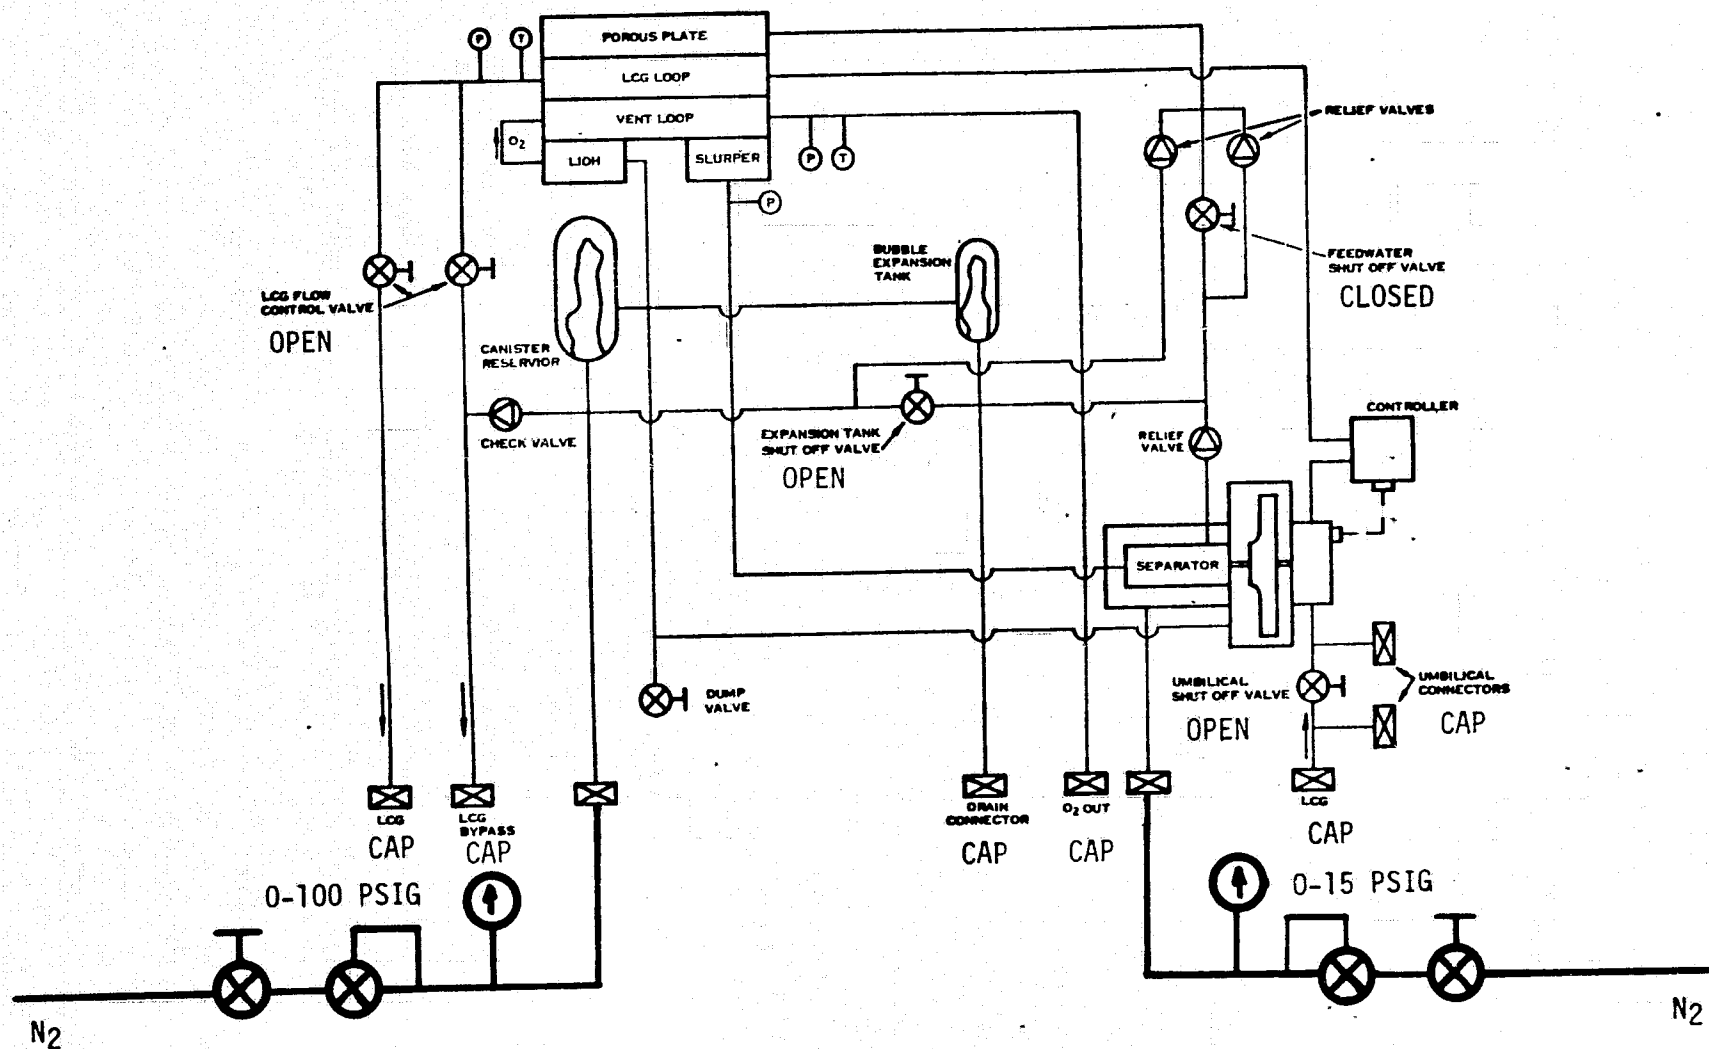 P
T
POROUS PLATE
LCG LOOP
VENT LOOP
O2
LIOH
SLURPER
P
T
P
RELIEF VALVES
FEEDWATER
SHUT OFF VALVE
CLOSED
BUBBLE
EXPANSION
TANK
LCG FLOW
CONTROL VALVE
OPEN
CANISTER
RESERVIOR
CHECK VALVE
EXPANSION TANK
SHUT OFF VALVE
OPEN
RELIEF
VALVE
CONTROLLER
SEPARATOR
DUMP
VALVE
UMBILICAL
SHUT OFF VALVE
OPEN
UMBILICAL
CONNECTORS
CAP
LCG
CAP
LCG
BYPASS
CAP
DRAIN
CONNECTOR
CAP
O2 OUT
CAP
LCG
CAP
0-100 PSIG
0-15 PSIG
N2
N2